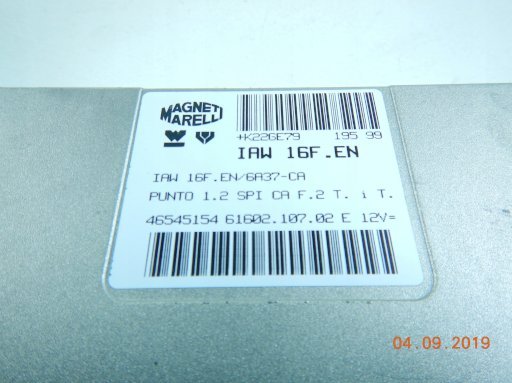 MAGNETI
MARELLI
*K22GE79 195 99
IAW 16F.EN
IAW 16F.EN/6A37-CA
PUNTO 1.2 SPI CA F.2 T. i T.
46545154 61602.107.02 E 12V=
04.09.2019